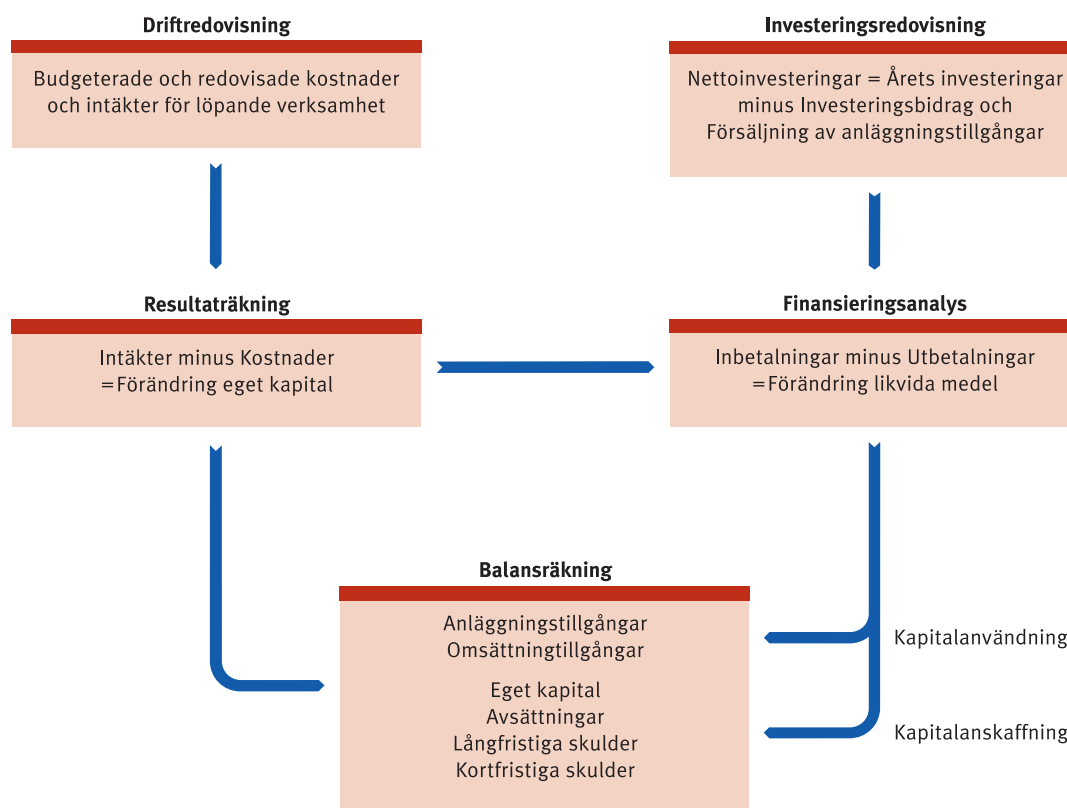 Driftredovisning
Budgeterade och redovisade kostnader
och intäkter för löpande verksamhet
Investeringsredovisning
Nettoinvesteringar = Årets investeringar
minus Investeringsbidrag och
Försäljning av anläggningstillgångar
Resultaträkning
Intäkter minus Kostnader
=Förändring eget kapital
Finansieringsanalys
Inbetalningar minus Utbetalningar
=Förändring likvida medel
Balansräkning
Anläggningstillgångar
Omsättningtillgångar
Eget kapital
Avsättningar
Långfristiga skulder
Kortfristiga skulder
Kapitalanvändning
Kapitalanskaffning